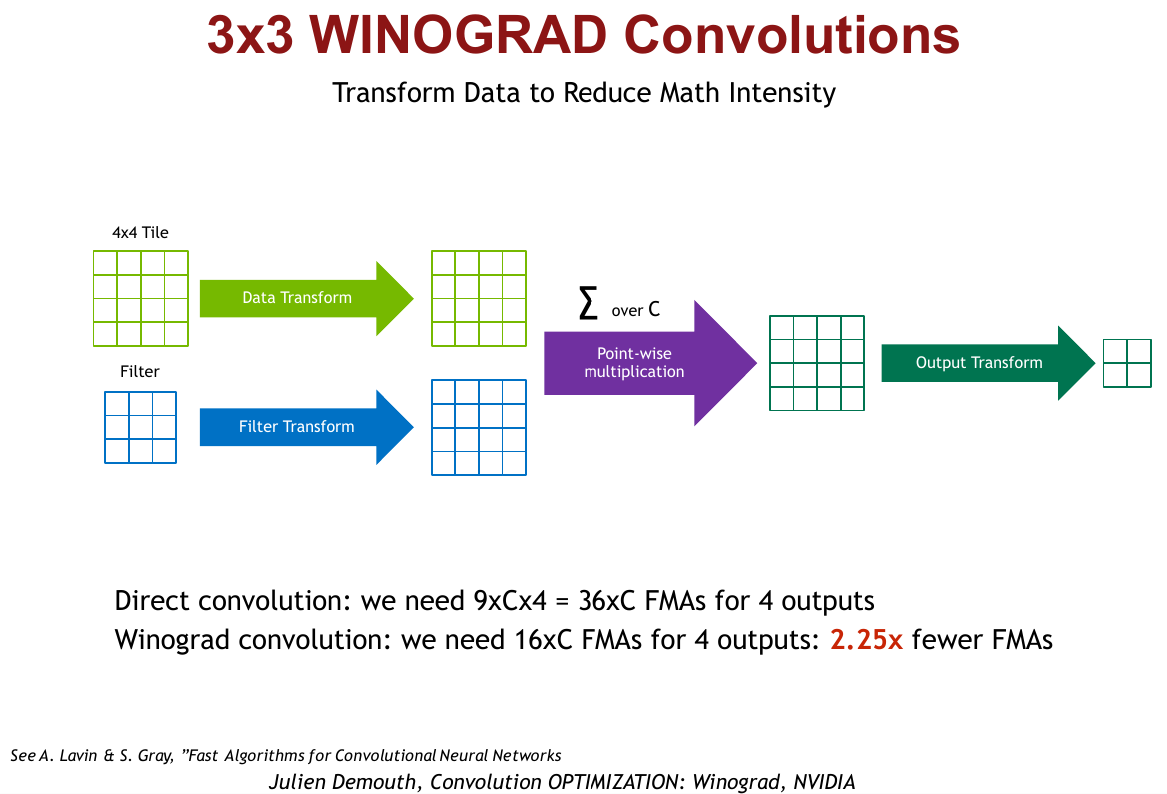 3x3 WINOGRAD Convolutions
Transform Data to Reduce Math Intensity
4x4 Tile
Data Transform
Filter
Filter Transform
Σ over C
Point-wise
multiplication
Output Transform
Direct convolution: we need 9xCx4 = 36xC FMAs for 4 outputs
Winograd convolution: we need 16xC FMAs for 4 outputs: 2.25x fewer FMAs
See A. Lavin & S. Gray, ”Fast Algorithms for Convolutional Neural Networks
Julien Demouth, Convolution OPTIMIZATION: Winograd, NVIDIA